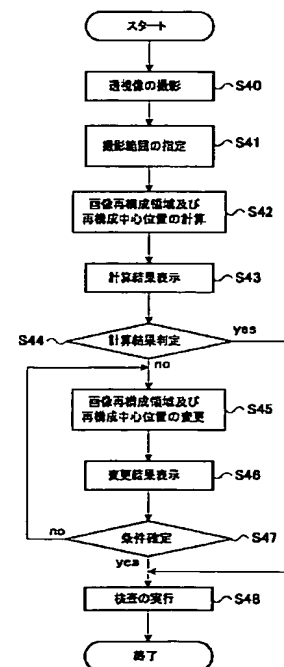 スタート
透視像の撮影 S40
撮影範囲の指定 S41
画像再構成領域及び
再構成中心位置の計算 S42
計算結果表示 S43
S44 計算結果判定 yes
no
画像再構成領域及び
再構成中心位置の変更 S45
変更結果表示 S46
no 条件確定 S47
yes
検査の実行 S48
終了